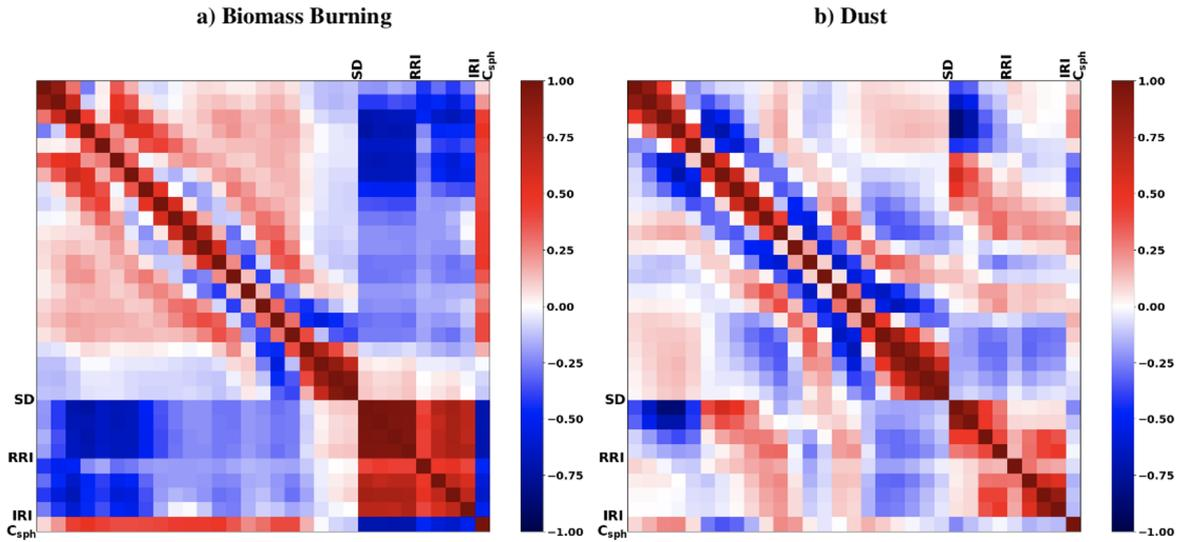 a) Biomass Burning
b) Dust
SD
RRI
IRI
Csph
SD
RRI
IRI
Csph
1.00
0.75
0.50
0.25
0.00
−0.25
−0.50
−0.75
−1.00
SD
RRI
IRI
Csph
SD
RRI
IRI
Csph
1.00
0.75
0.50
0.25
0.00
−0.25
−0.50
−0.75
−1.00